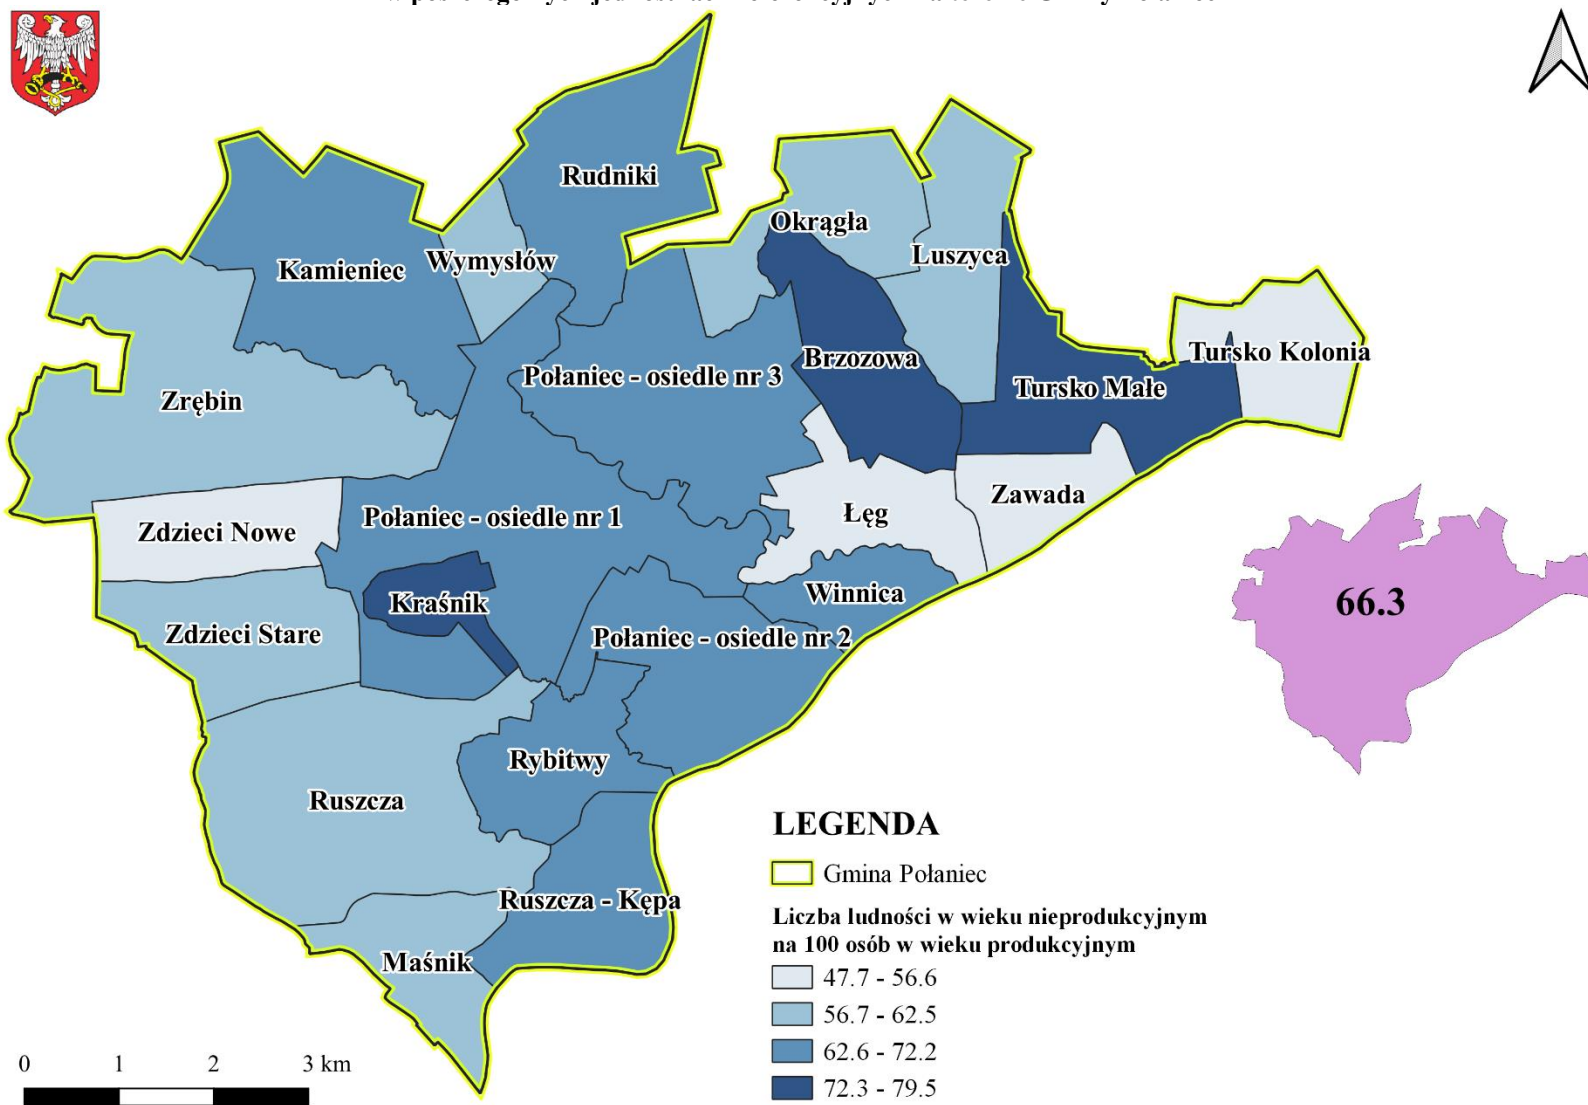 Rudniki
Okrągła
Kamieniec
Wymysłów
Luszyca
Tursko Kolonia
Brzozowa
Połaniec - osiedle nr 3
Tursko Małe
Zrębin
Zawada
Łęg
Połaniec - osiedle nr 1
Zdzieci Nowe
Winnica
Kraśnik
66.3
Zdzieci Stare
Połaniec - osiedle nr 2
Rybitwy
Ruszcza
LEGENDA
Gmina Połaniec
Ruszcza - Kępa
Liczba ludności w wieku nieprodukcyjnym
na 100 osób w wieku produkcyjnym
Maśnik
47.7 - 56.6
56.7 - 62.5
62.6 - 72.2
72.3 - 79.5
0 1 2 3 km